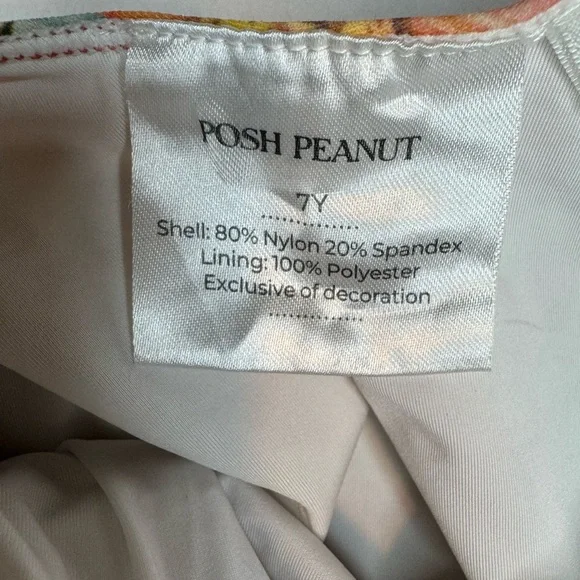 POSH PEANUT
7Y
Shell: 80% Nylon 20% Spandex
Lining: 100% Polyester
Exclusive of decoration